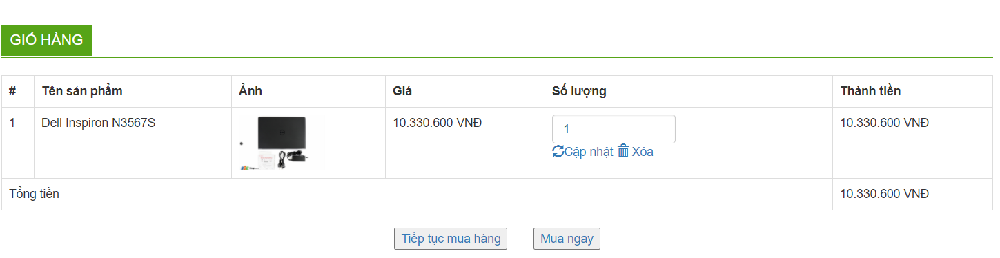 GIỎ HÀNG
# Tên sản phẩm Ảnh Giá Số lượng Thành tiền
1 Dell Inspiron N3567S 10.330.600 VNĐ 1 10.330.600 VNĐ
Cập nhật Xóa
Tổng tiền 10.330.600 VNĐ
Tiếp tục mua hàng Mua ngay